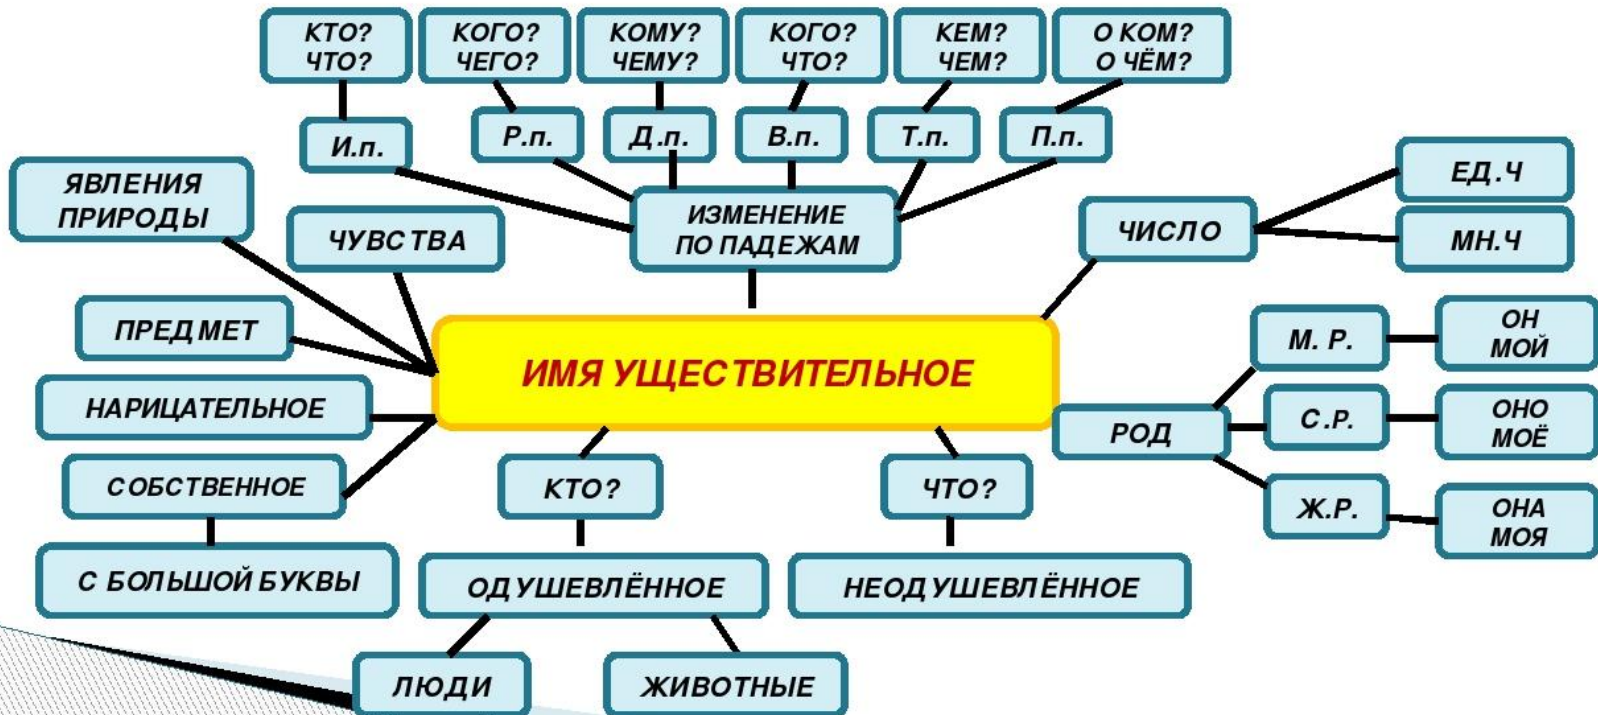 КТО?
ЧТО?
КОГО?
ЧЕГО?
КОМУ?
ЧЕМУ?
КОГО?
ЧТО?
КЕМ?
ЧЕМ?
О КОМ?
О ЧЁМ?
И.п.
Р.п.
Д.п.
В.п.
Т.п.
П.п.
ЯВЛЕНИЯ
ПРИРОДЫ
ЧУВСТВА
ИЗМЕНЕНИЕ
ПО ПАДЕЖАМ
ЧИСЛО
ЕД.Ч
МН.Ч
ПРЕДМЕТ
ИМЯ УЩЕСТВИТЕЛЬНОЕ
М. Р.
ОН
МОЙ
НАРИЦАТЕЛЬНОЕ
РОД
С.Р.
ОНО
МОЁ
СОБСТВЕННОЕ
КТО?
ЧТО?
Ж.Р.
ОНА
МОЯ
С БОЛЬШОЙ БУКВЫ
ОДУШЕВЛЁННОЕ
НЕОДУШЕВЛЁННОЕ
ЛЮДИ
ЖИВОТНЫЕ